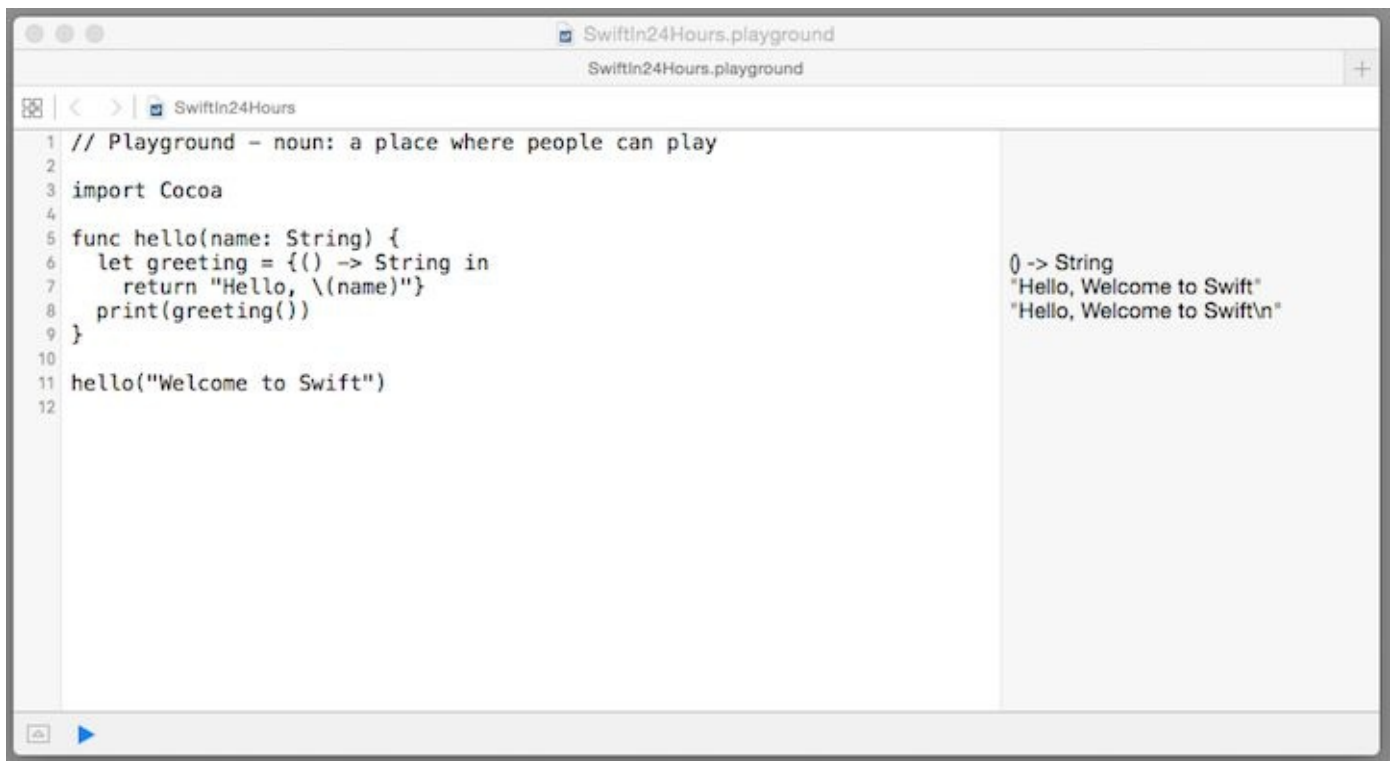 SwiftIn24Hours.playground
SwiftIn24Hours.playground
SwiftIn24Hours
1 // Playground – noun: a place where people can play
2
3 import Cocoa
4
5 func hello(name: String) {
6   let greeting = {() -> String in
() -> String
7     return "Hello, \(name)"}
"Hello, Welcome to Swift"
8   print(greeting())
"Hello, Welcome to Swift\n"
9 }
10
11 hello("Welcome to Swift")
12